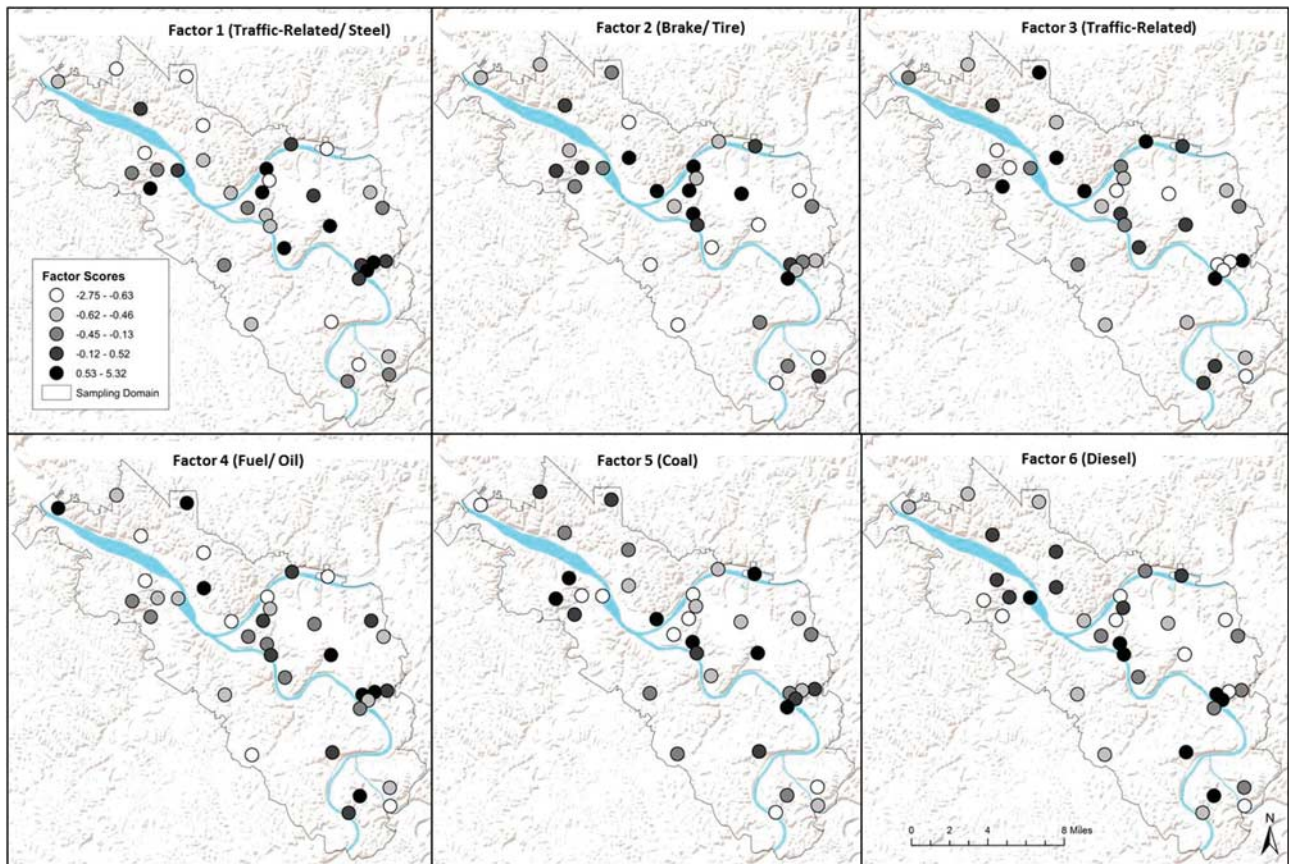 Factor 1 (Traffic-Related/ Steel)
Factor 2 (Brake/ Tire)
Factor 3 (Traffic-Related)
Factor Scores
-2.75 - -0.63
-0.62 - -0.46
-0.45 - -0.13
-0.12 - 0.52
0.53 - 5.32
Sampling Domain
Factor 4 (Fuel/ Oil)
Factor 5 (Coal)
Factor 6 (Diesel)
0 2 4 8 Miles
N